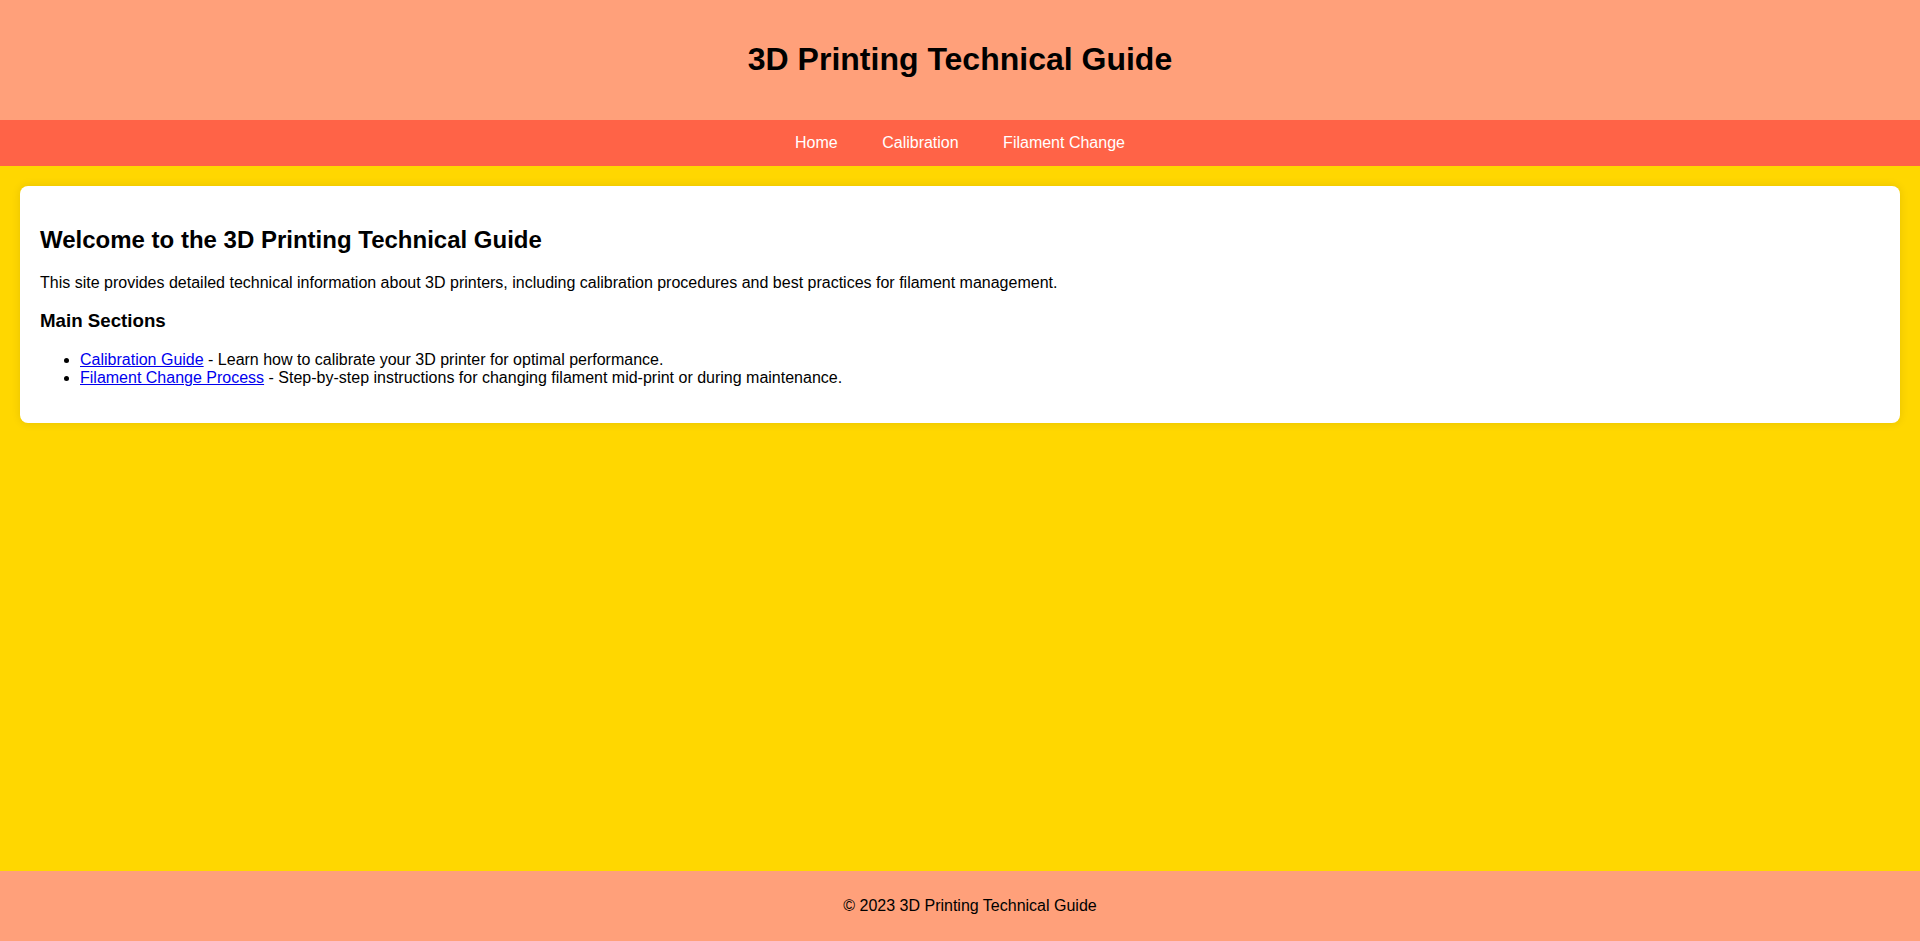 3D Printing Technical Guide
Home Calibration Filament Change
Welcome to the 3D Printing Technical Guide
This site provides detailed technical information about 3D printers, including calibration procedures and best practices for filament management.
Main Sections
Calibration Guide - Learn how to calibrate your 3D printer for optimal performance.
Filament Change Process - Step-by-step instructions for changing filament mid-print or during maintenance.
© 2023 3D Printing Technical Guide